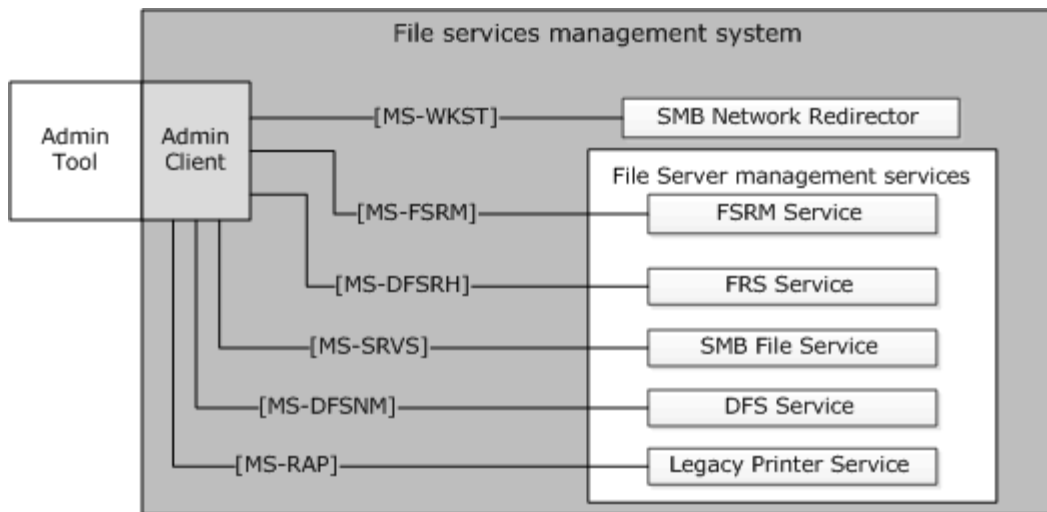 File services management system
Admin
Tool
Admin
Client
[MS-WKST]
SMB Network Redirector
File Server management services
[MS-FSRM]
FSRM Service
[MS-DFSRH]
FRS Service
[MS-SRVS]
SMB File Service
[MS-DFSNM]
DFS Service
[MS-RAP]
Legacy Printer Service